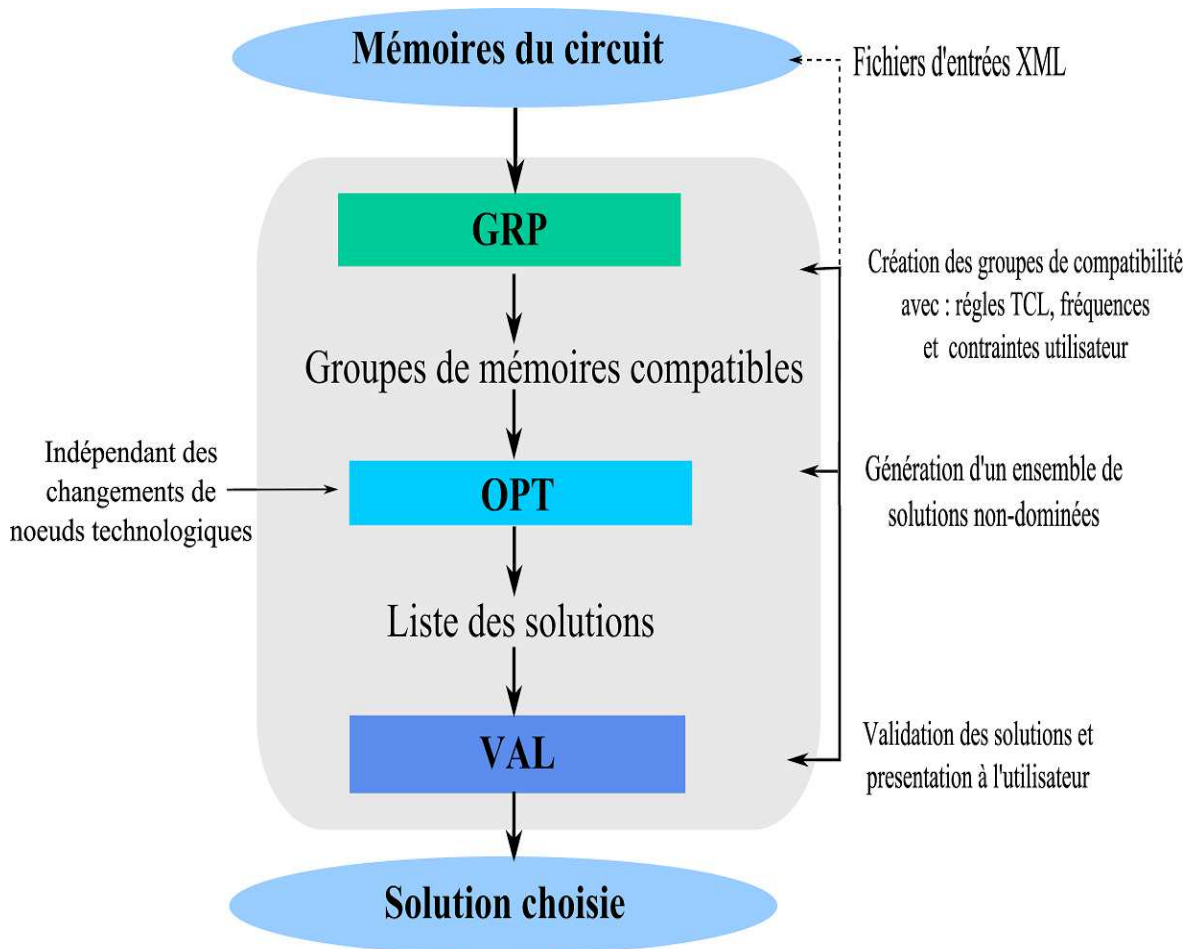 Mémoires du circuit
Fichiers d'entrées XML
GRP
Création des groupes de compatibilité
avec : régles TCL, fréquences
et contraintes utilisateur
Groupes de mémoires compatibles
Indépendant des
changements de
noeuds technologiques
OPT
Génération d'un ensemble de
solutions non-dominées
Liste des solutions
VAL
Validation des solutions et
presentation à l'utilisateur
Solution choisie